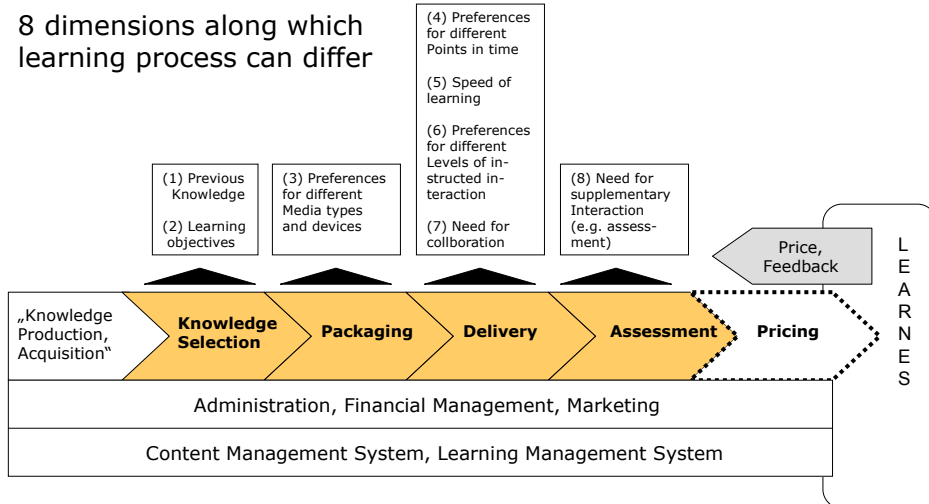 8 dimensions along which
learning process can differ
(1) Previous
Knowledge
(2) Learning
objectives
(3) Preferences
for different
Media types
and devices
(4) Preferences
for different
Points in time
(5) Speed of
learning
(6) Preferences
for different
Levels of in-
structed in-
teraction
(7) Need for
collboration
(8) Need for
supplementary
Interaction
(e.g. assess-
ment)
Price,
Feedback
„Knowledge
Production,
Acquisition“
Knowledge
Selection
Packaging
Delivery
Assessment
Pricing
L
E
A
R
N
E
S
Administration, Financial Management, Marketing
Content Management System, Learning Management System